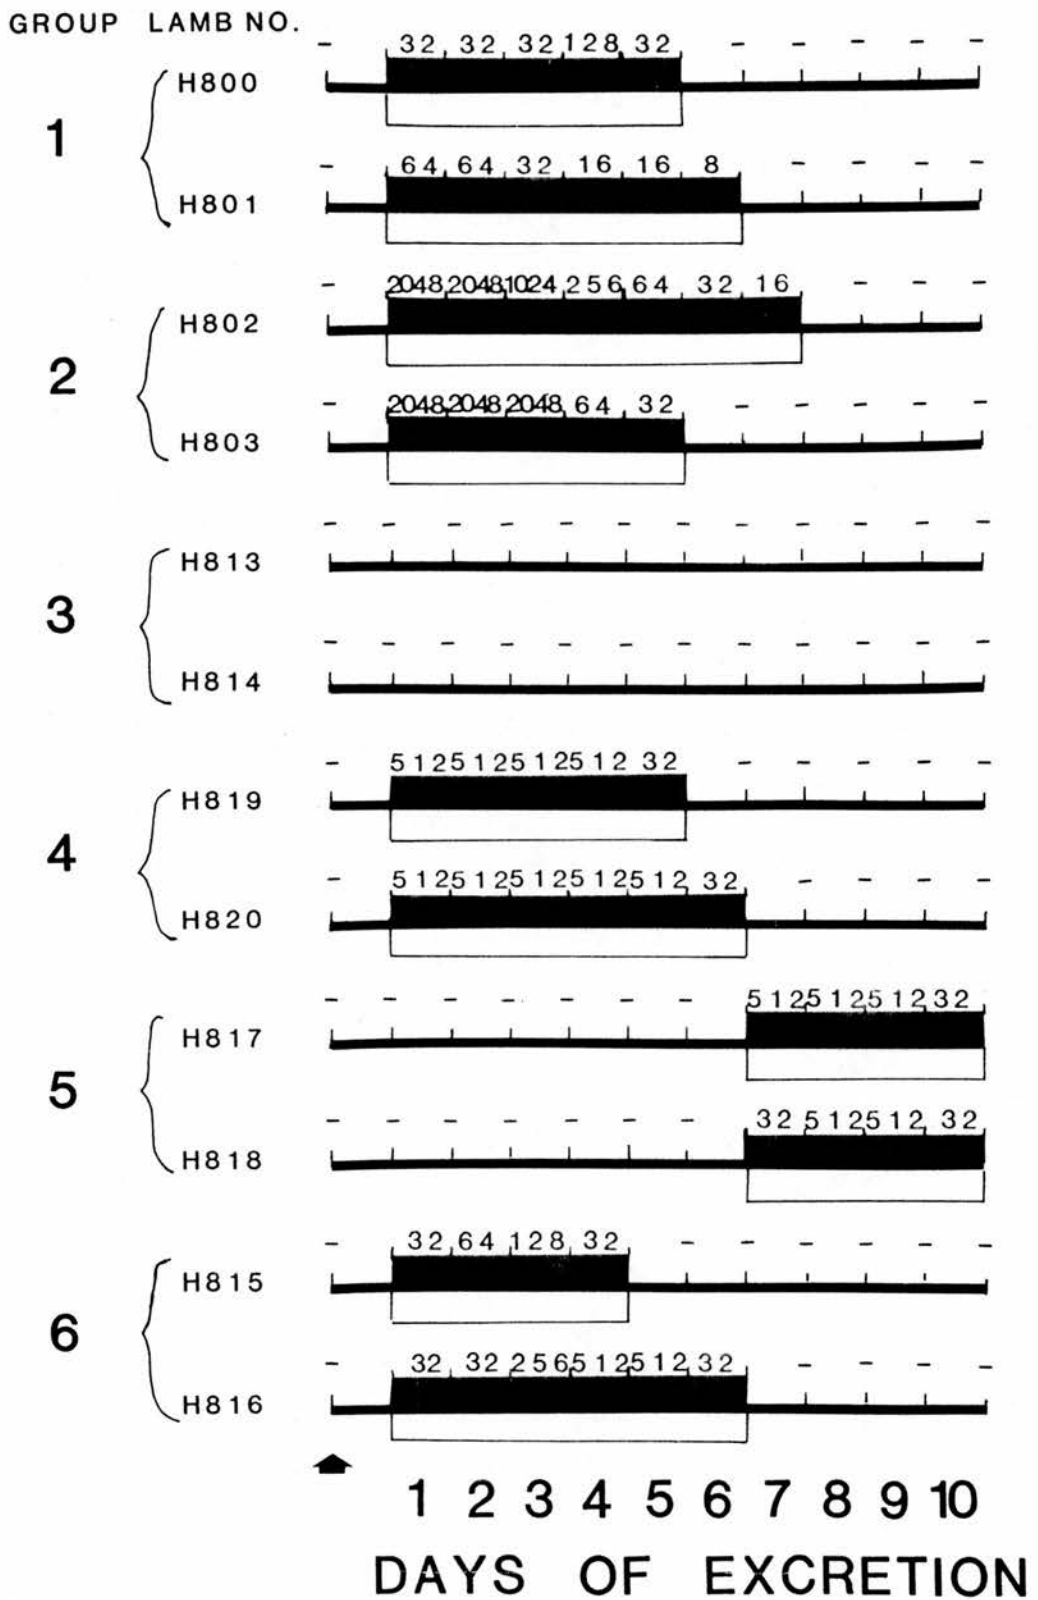 GROUP LAMB NO.
- 32 32 32 128 32 - - - - -
H800
1
- 64 64 32 16 16 8 - - - -
H801
- 2048 2048 1024 256 64 32 16 - - -
H802
2
- 2048 2048 2048 64 32 - - - - -
H803
- - - - - - - - - - - -
H813
3
- - - - - - - - - - - -
H814
- 512 512 512 512 32 - - - - -
H819
4
- 512 512 512 512 512 32 - - - -
H820
- - - - - - - 512 512 512 32
H817
5
- - - - - - - 32 512 512 32
H818
- 32 64 128 32 - - - - - -
H815
6
- 32 32 256 512 512 32 - - - -
H816
1 2 3 4 5 6 7 8 9 10
DAYS OF EXCRETION